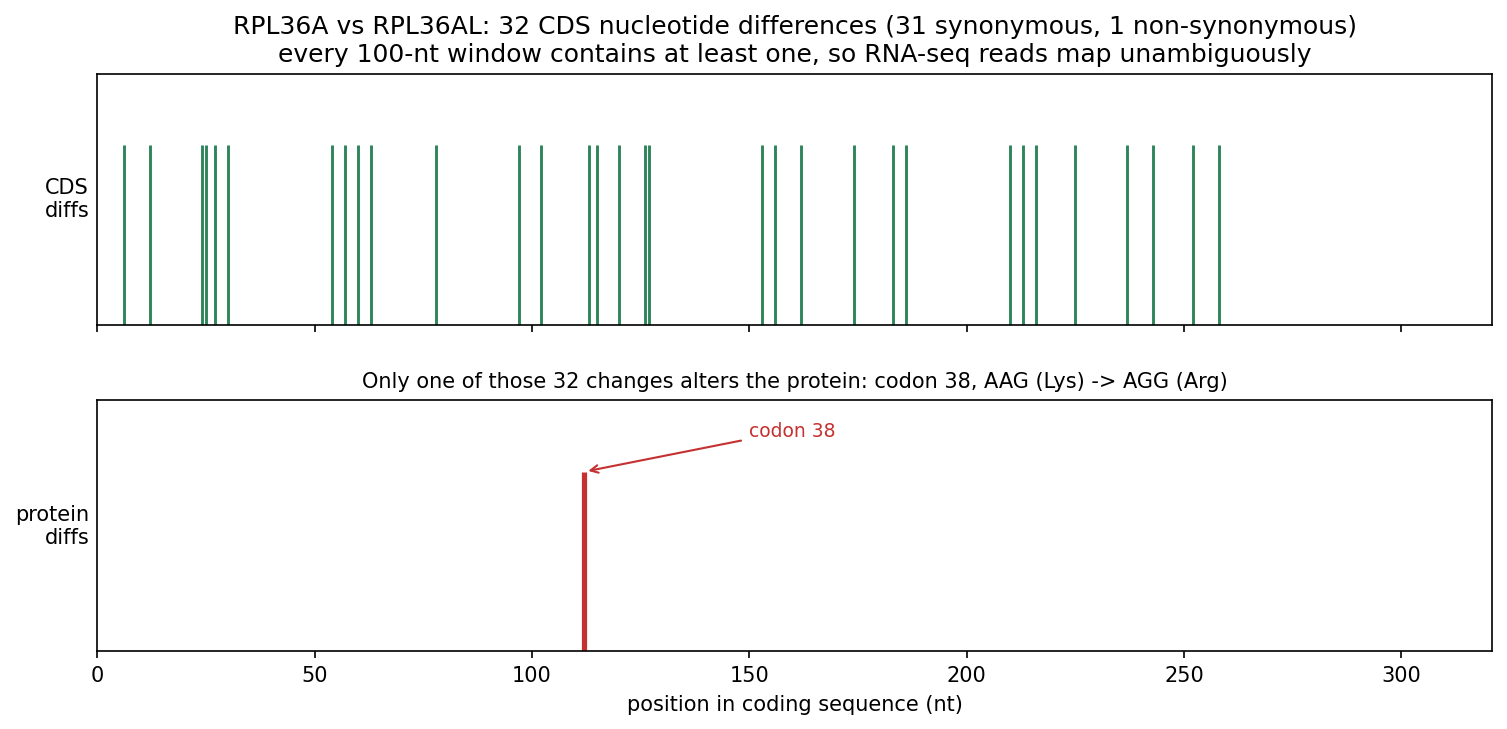 RPL36A vs RPL36AL: 32 CDS nucleotide differences (31 synonymous, 1 non-synonymous)
every 100-nt window contains at least one, so RNA-seq reads map unambiguously
CDS
diffs
Only one of those 32 changes alters the protein: codon 38, AAG (Lys) -> AGG (Arg)
codon 38
protein
diffs
0 50 100 150 200 250 300
position in coding sequence (nt)